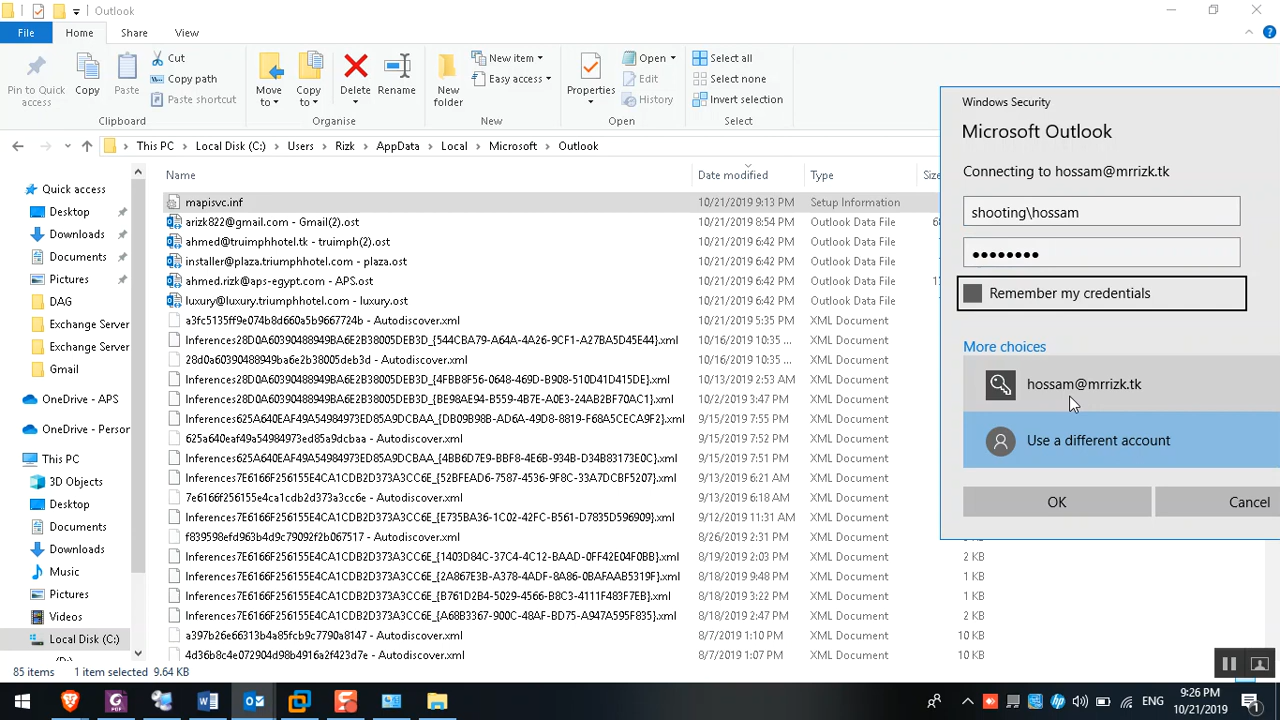 Outlook
File Home Share View
Pin to Quick access
Copy
Paste
Cut
Copy path
Paste shortcut
Clipboard
Move to
Copy to
Delete
Rename
Organise
New folder
New item
Easy access
New
Properties
Open
Edit
History
Open
Select all
Select none
Invert selection
Select
This PC > Local Disk (C:) > Users > Rizk > AppData > Local > Microsoft > Outlook
Quick access
Desktop
Downloads
Documents
Pictures
DAG
Exchange Server
Exchange Server
Gmail
OneDrive - APS
OneDrive - Person
This PC
3D Objects
Desktop
Documents
Downloads
Music
Pictures
Videos
Local Disk (C:)
Name Date modified Type Size
mapisvc.inf 10/21/2019 9:13 PM Setup Information
arizk822@gmail.com - Gmail(2).ost 10/21/2019 8:54 PM Outlook Data File
ahmed@truimphhotel.tk - truimph(2).ost 10/21/2019 6:42 PM Outlook Data File
installer@plaza.triumphhotel.com - plaza.ost 10/21/2019 6:42 PM Outlook Data File
ahmed.rizk@aps-egypt.com - APS.ost 10/21/2019 6:42 PM Outlook Data File
luxury@luxury.triumphhotel.com - luxury.ost 10/21/2019 6:42 PM Outlook Data File
a3fc5135ff9e074b8d660a5b9667724b - Autodiscover.xml 10/21/2019 5:35 PM XML Document
Inferences28D0A60390488949BA6E2B38005DEB3D_{544CBA79-A64A-4A26-9CF1-A27BA5D45E44}.xml 10/16/2019 10:35 ... XML Document
28d0a60390488949ba6e2b38005deb3d - Autodiscover.xml 10/16/2019 10:35 ... XML Document
Inferences28D0A60390488949BA6E2B38005DEB3D_{4FBB8F56-0648-469B-B908-510D41D415DE}.xml 10/13/2019 2:53 AM XML Document
Inferences28D0A60390488949BA6E2B38005DEB3D_{BE98AE94-B559-4B7E-A0E3-24AB2BF70AC1}.xml 10/2/2019 3:47 PM XML Document
Inferences625A640EAF49A54984973ED85A9DCBAA_{DB09B98B-AD6A-49D8-8819-F68A5C8727EA}.xml 9/15/2019 7:55 PM XML Document
625a640eaf49a54984973ed85a9dcbaa - Autodiscover.xml 9/15/2019 7:52 PM XML Document
Inferences625A640EAF49A54984973ED85A9DCBAA_{6BB6D7E9-BBF8-4E6B-934B-D34B83173EC0}.xml 9/15/2019 7:38 PM XML Document
Inferences7E6166F256155E4CA1CDB2D373A3CC6E_{52BFEAD6-7587-4536-9F8C-33A7DCBF5207}.xml 9/13/2019 6:21 AM XML Document
7e6166f256155e4ca1cdb2d373a3cc6e - Autodiscover.xml 9/13/2019 6:18 AM XML Document
Inferences7E6166F256155E4CA1CDB2D373A3CC6E_{E735BA36-1C02-42FC-B561-D7835D596909}.xml 9/12/2019 11:31 AM XML Document
f839598efd963b4d9c79092f2b067517 - Autodiscover.xml 8/26/2019 2:31 PM XML Document
Inferences7E6166F256155E4CA1CDB2D373A3CC6E_{1403D84C-37C4-4C12-BAAD-0FF42E04F0BB}.xml 8/19/2019 2:03 PM XML Document 2 KB
Inferences7E6166F256155E4CA1CDB2D373A3CC6E_{2A867E3B-A378-4ADF-8A86-0BAFAAB5319F}.xml 8/18/2019 9:48 PM XML Document 1 KB
Inferences7E6166F256155E4CA1CDB2D373A3CC6E_{B761D2B4-5029-4566-B8C3-4111F483F7EB}.xml 8/18/2019 3:15 PM XML Document 1 KB
Inferences7E6166F256155E4CA1CDB2D373A3CC6E_{A68B3367-900C-48AF-BD75-A947A595F835}.xml 8/18/2019 2:47 PM XML Document 2 KB
a397b26e66313b4a85fcb9c7790a8147 - Autodiscover.xml 8/7/2019 1:10 PM XML Document 10 KB
4d36b8c4e072904d98b4916a2f423d7e - Autodiscover.xml 8/7/2019 1:10 PM XML Document 10 KB
Windows Security
Microsoft Outlook
Connecting to hossam@mrrizk.tk
shooting\hossam
●●●●●●●●
Remember my credentials
More choices
hossam@mrrizk.tk
Use a different account
OK Cancel
85 items 1 item selected 9.64 KB
ENG
9:26 PM
10/21/2019